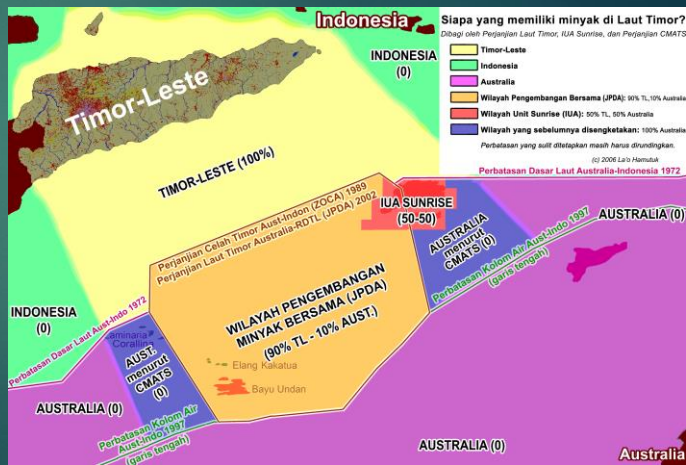 Indonesia
Siapa yang memiliki minyak di Laut Timor?
Dibagi oleh Perjanjian Laut Timor, IUA Sunrise, dan Perjanjian CMATS
Timor-Leste
Indonesia
Australia
Wilayah Pengembangan Bersama (JPDA): 90% TL,10% Australia
Wilayah Unit Sunrise (IUA): 50% TL, 50% Australia
Wilayah yang sebelumnya disengketakan: 100% Australia
Perbatasan yang sulit ditetapkan masih harus dirundingkan.
(c) 2006 La'o Hamutuk
INDONESIA
(0)
INDONESIA
(0)
Timor-Leste
TIMOR-LESTE (100%)
Perbatasan Dasar Laut Australia-Indonesia 1972
Perjanjian Celah Timor Aust-Indon (ZOCA) 1989
Perjanjian Laut Timor Australia-RDTL (JPDA) 2002
IUA SUNRISE
(50-50)
AUSTRALIA
menurut
CMATS (0)
AUSTRALIA (0)
Perbatasan Kolom Air Aust-Indo 1997
(garis tengah)
WILAYAH PENGEMBANGAN
MINYAK BERSAMA (JPDA)
(90% TL - 10% AUST.)
INDONESIA
(0)
Perbatasan Dasar Laut Aust-Indo 1972
Laminaria
Corallina
AUST.
menurut
CMATS
(0)
Elang Kakatua
Bayu Undan
AUSTRALIA (0)
Perbatasan Kolom Air
Aust-Indo 1997
(garis tengah)
AUSTRALIA (0)
Australia